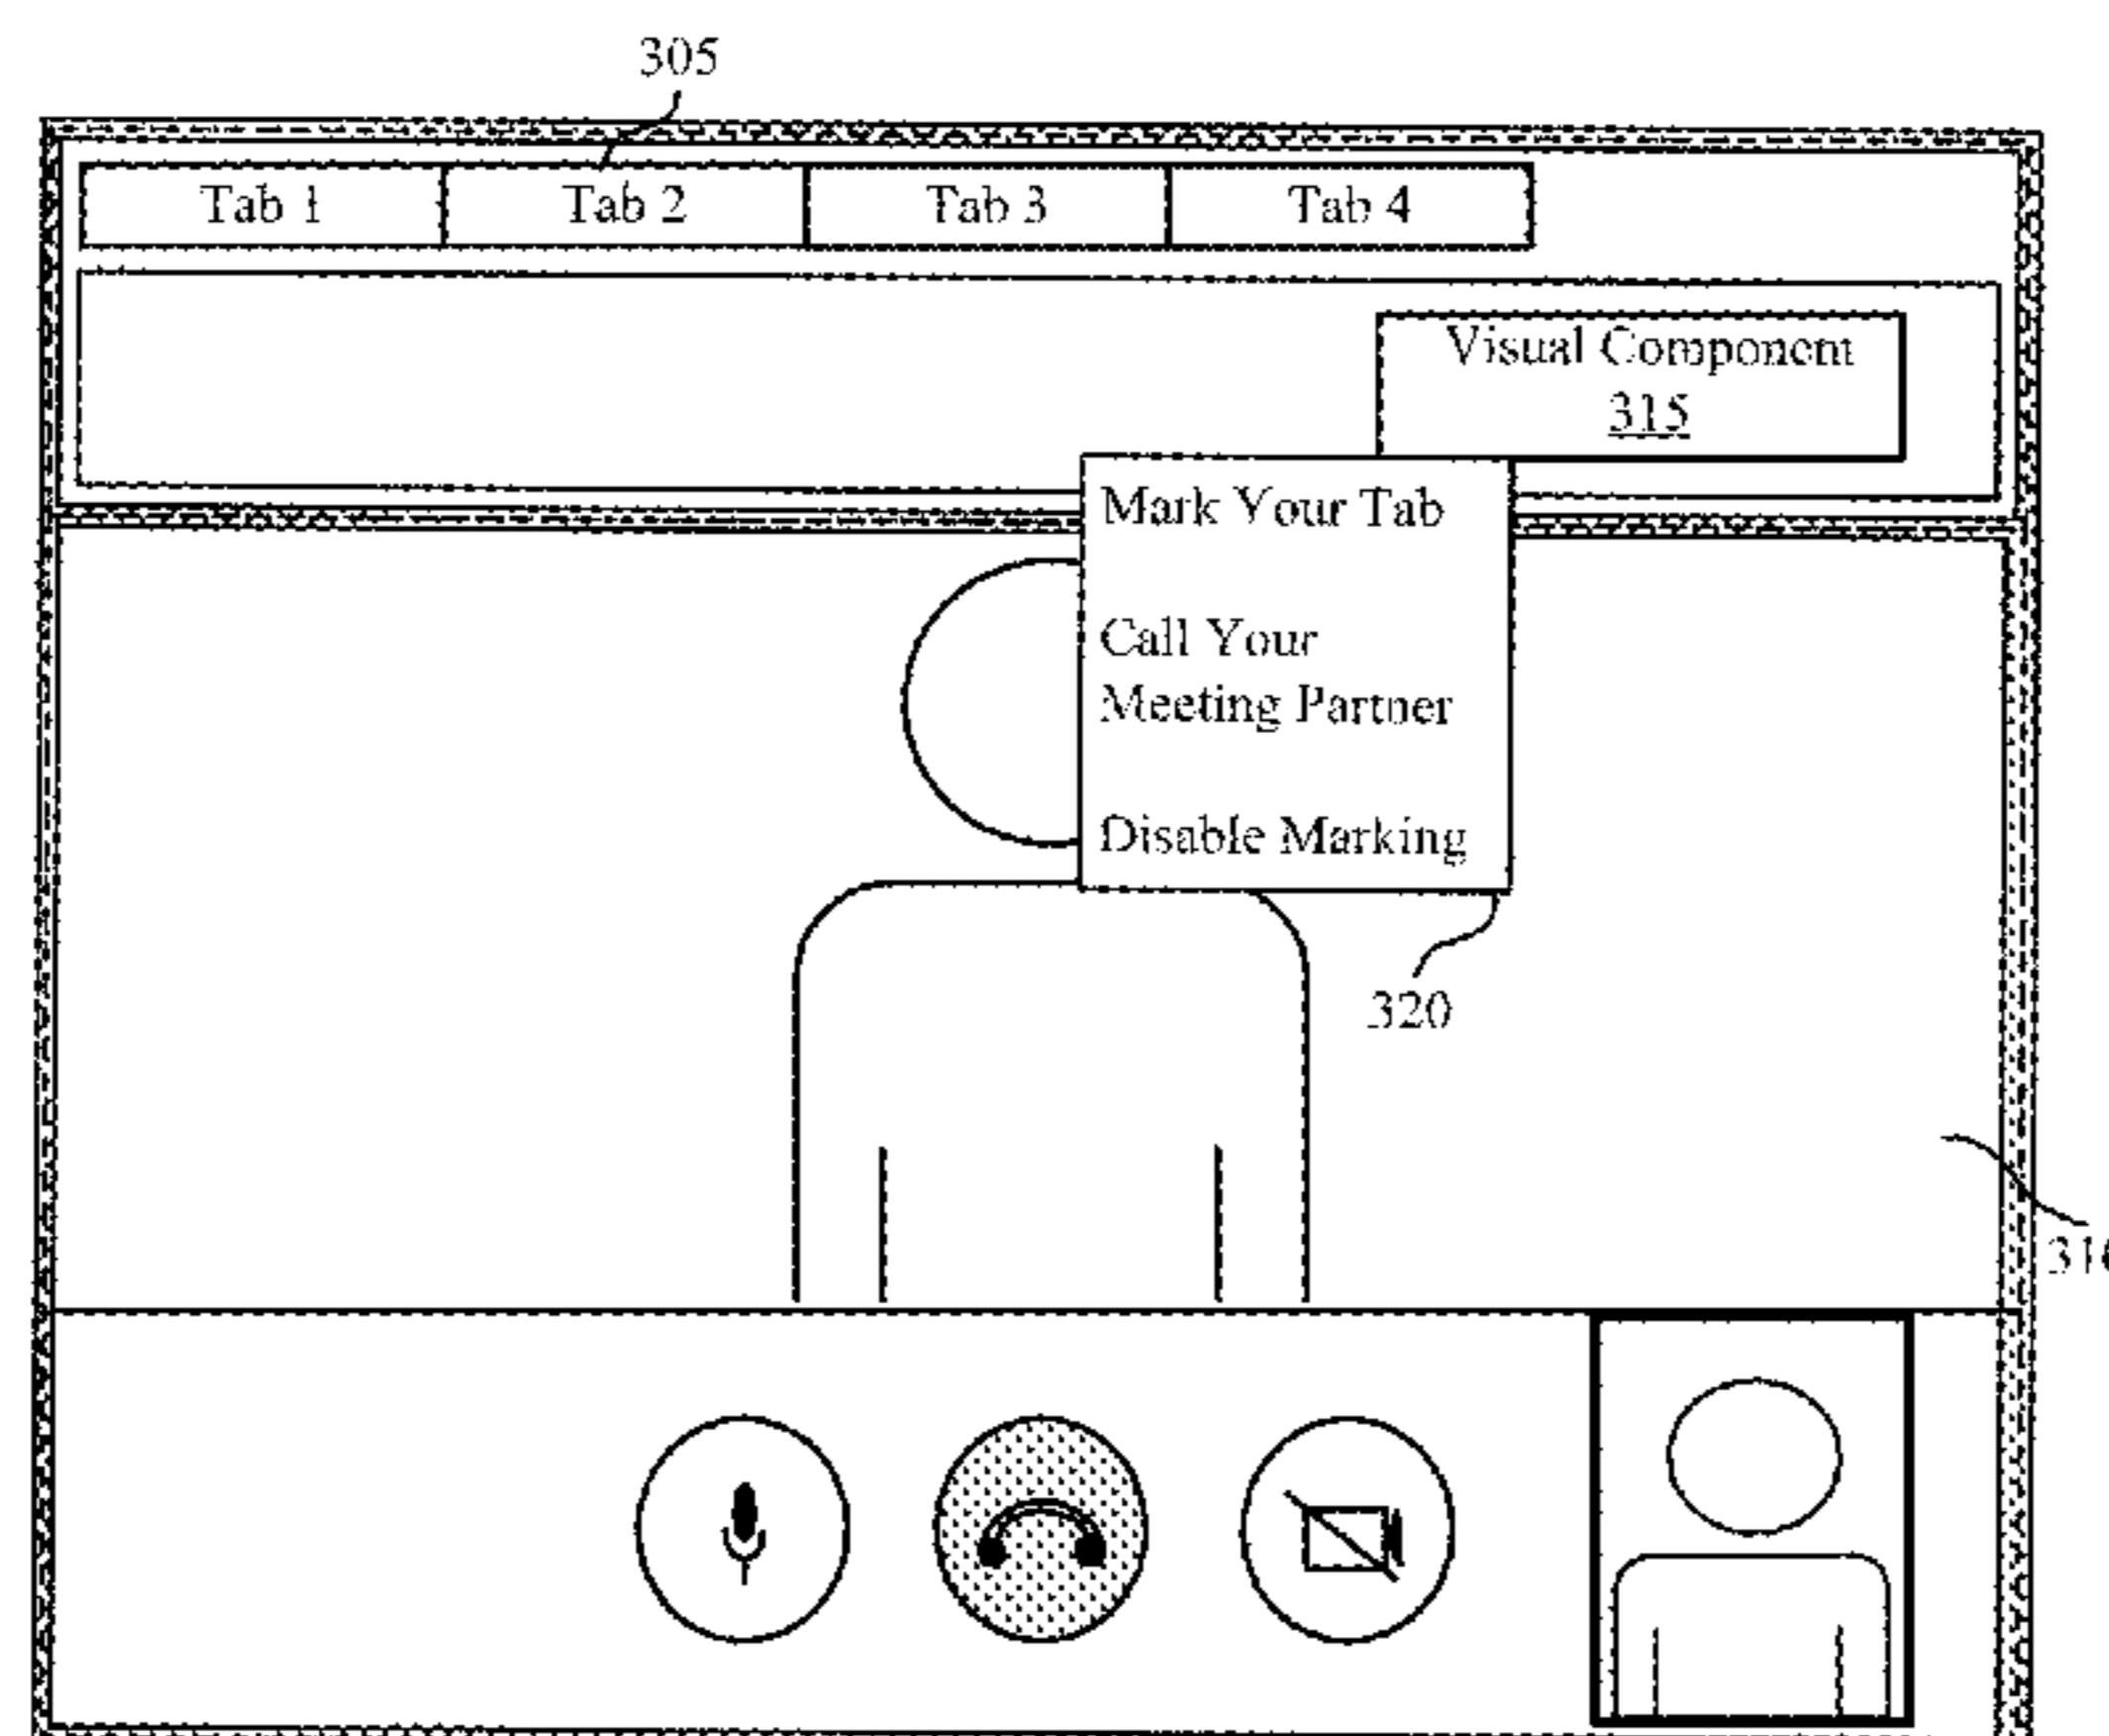 305
Tab 1 Tab 2 Tab 3 Tab 4
Visual Component
315
Mark Your Tab
Call Your
Meeting Partner
Disable Marking
320